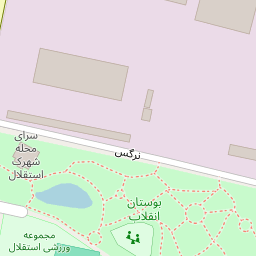 سرای
محله
شهرک
استقلال
نرگس
بوستان
انقلاب
مجموعه
ورزشی استقلال